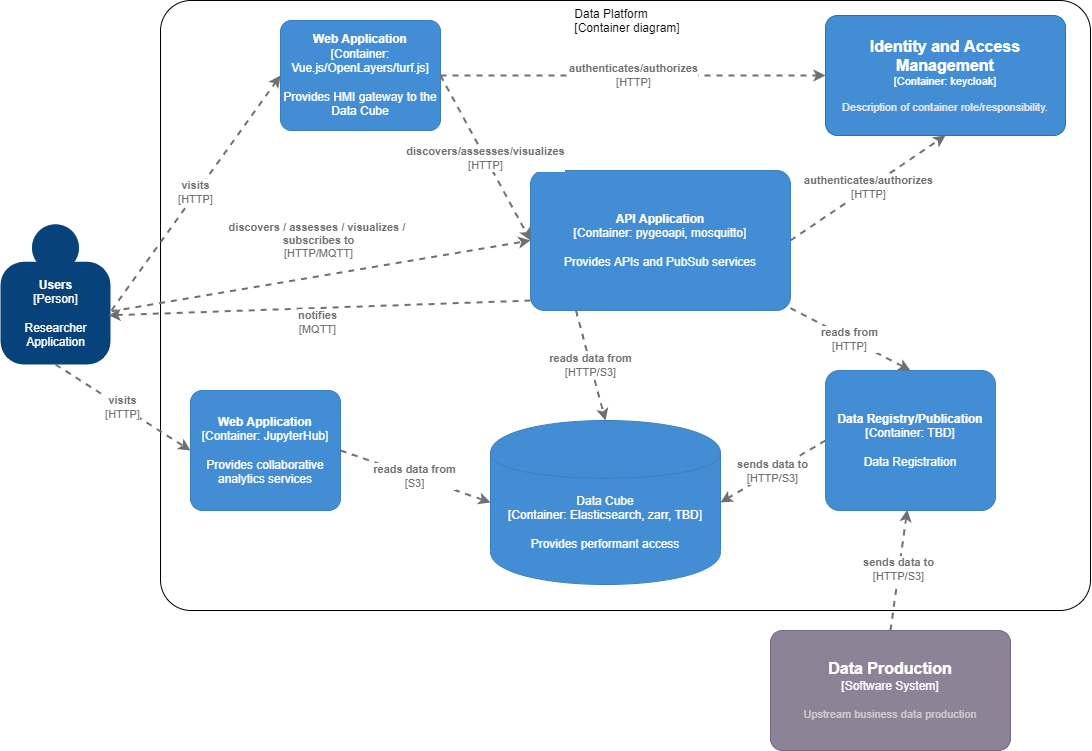 Data Platform
[Container diagram]
Web Application
[Container:
Vue.js/OpenLayers/turf.js]
Provides HMI gateway to the
Data Cube
authenticates/authorizes
[HTTP]
Identity and Access
Management
[Container: keycloak]
Description of container role/responsibility.
discovers/assesses/visualizes
[HTTP]
visits
[HTTP]
authenticates/authorizes
[HTTP]
API Application
[Container: pygeoapi, mosquitto]
Provides APIs and PubSub services
discovers / assesses / visualizes /
subscribes to
[HTTP/MQTT]
Users
[Person]
Researcher
Application
notifies
[MQTT]
reads from
[HTTP]
reads data from
[HTTP/S3]
visits
[HTTP]
Web Application
[Container: JupyterHub]
Provides collaborative
analytics services
reads data from
[S3]
Data Cube
[Container: Elasticsearch, zarr, TBD]
Provides performant access
sends data to
[HTTP/S3]
Data Registry/Publication
[Container: TBD]
Data Registration
sends data to
[HTTP/S3]
Data Production
[Software System]
Upstream business data production